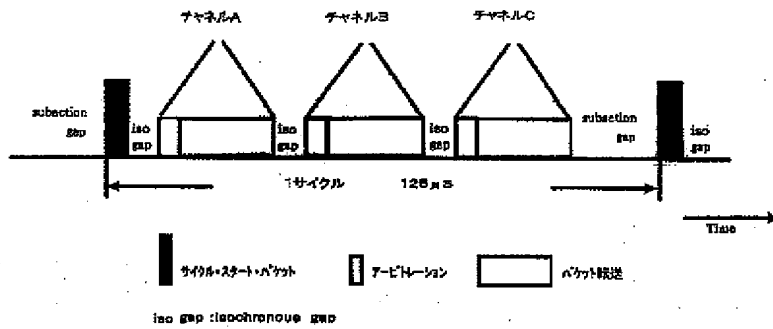 チャネルA チャネルB チャネルC
subaction gap
iso gap
iso gap
iso gap
subaction gap
iso gap
1サイクル 125μs
Time
サイクル・スタート・パケット アービトレーション パケット転送
iso gap :isochronous gap